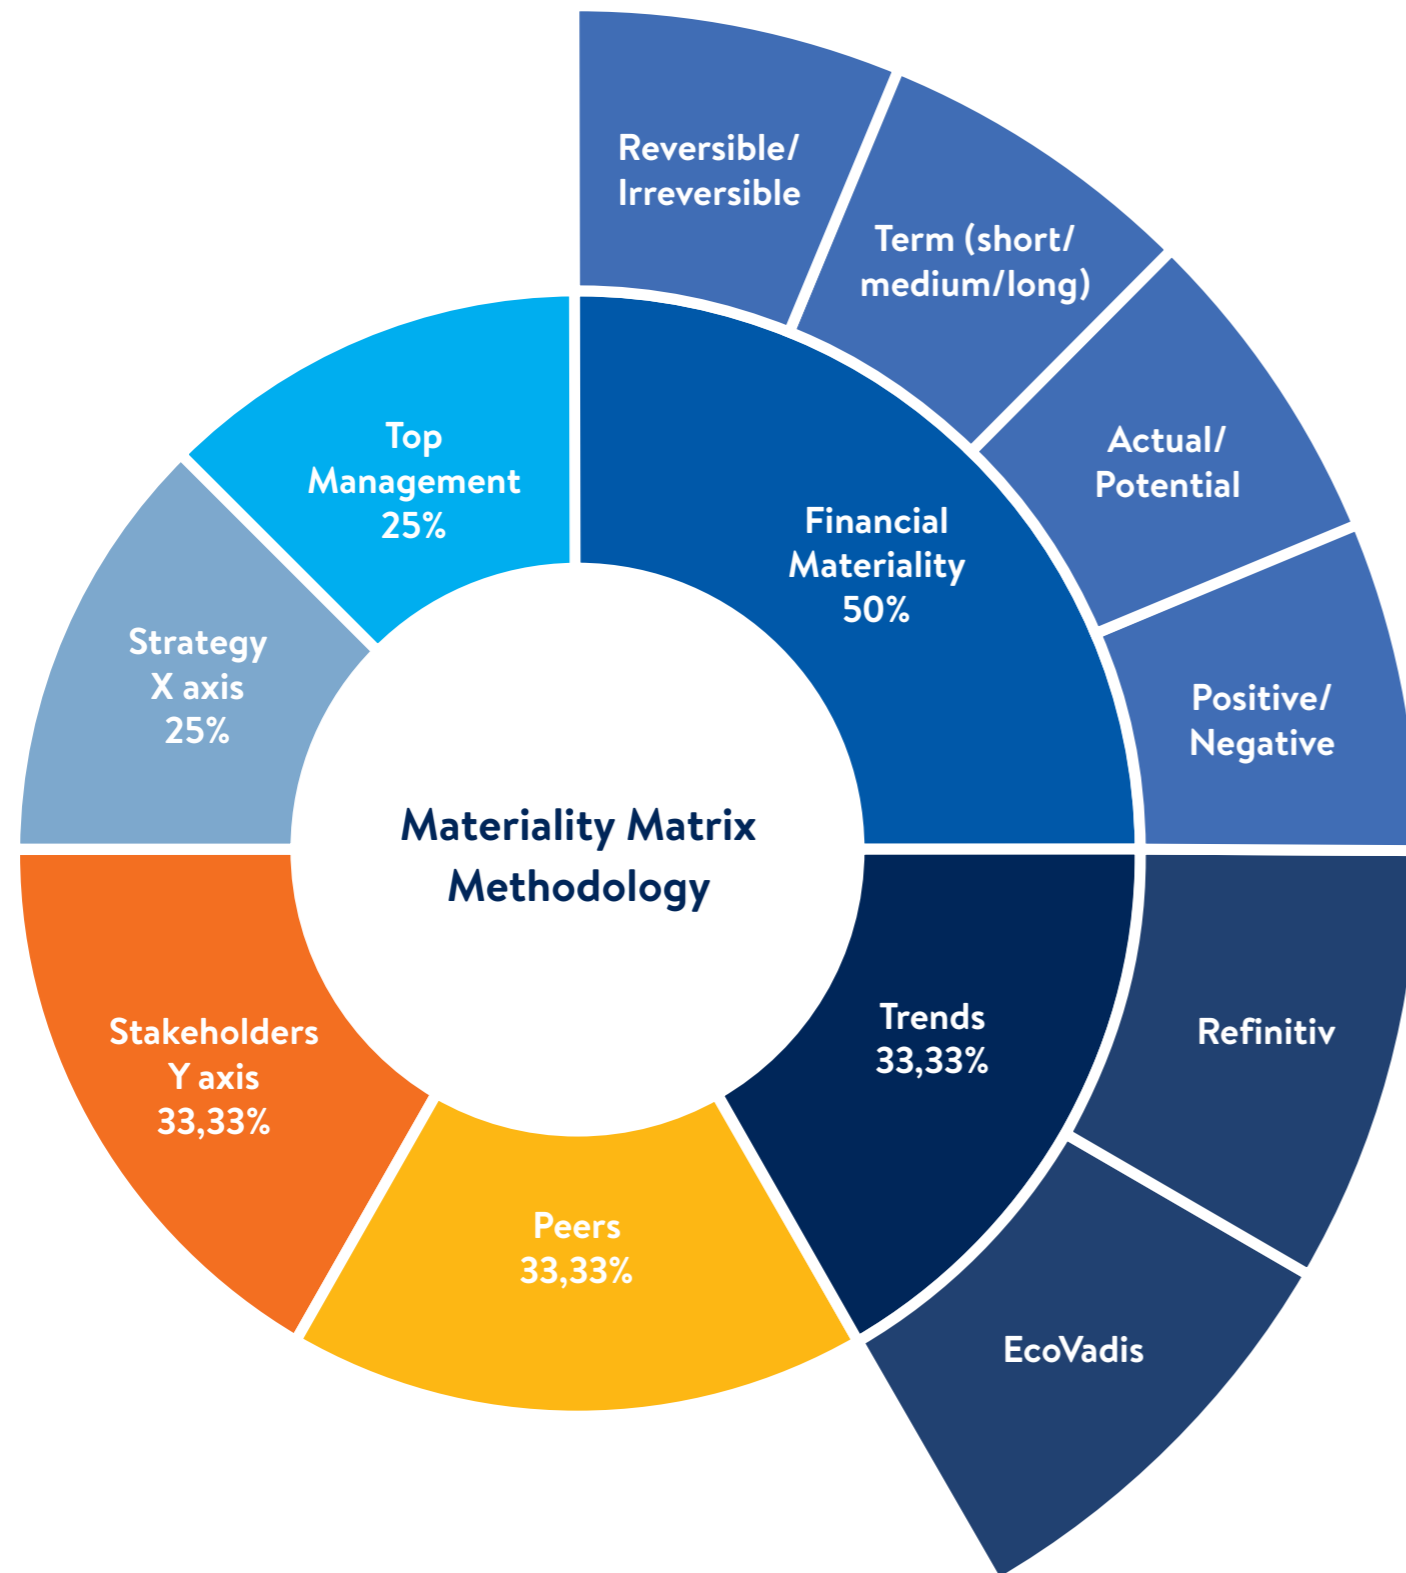 Reversible/
Irreversible
Term (short/
medium/long)
Actual/
Potential
Positive/
Negative
Top
Management
25%
Financial
Materiality
50%
Strategy
X axis
25%
Materiality Matrix
Methodology
Stakeholders
Y axis
33,33%
Trends
33,33%
Refinitiv
Peers
33,33%
EcoVadis